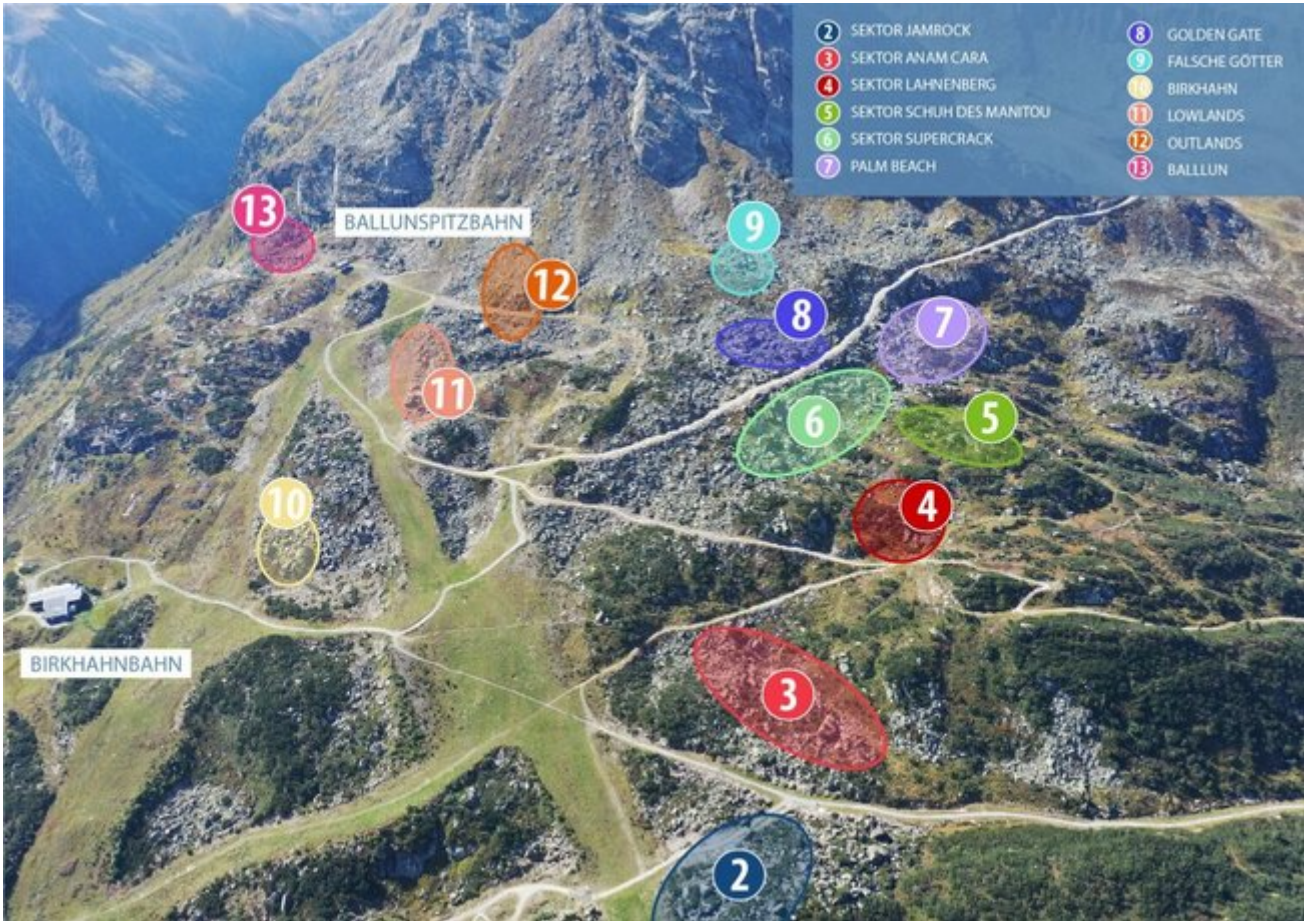 2 SEKTOR JAMROCK
3 SEKTOR ANAM CARA
4 SEKTOR LAHNENBERG
5 SEKTOR SCHUH DES MANITOU
6 SEKTOR SUPERCRACK
7 PALM BEACH
8 GOLDEN GATE
9 FALSCHE GÖTTER
10 BIRKHAHN
11 LOWLANDS
12 OUTLANDS
13 BALLLUN
13
BALLUNSPITZBAHN
9
12
8
7
11
6
5
10
4
BIRKHAHNBAHN
3
2